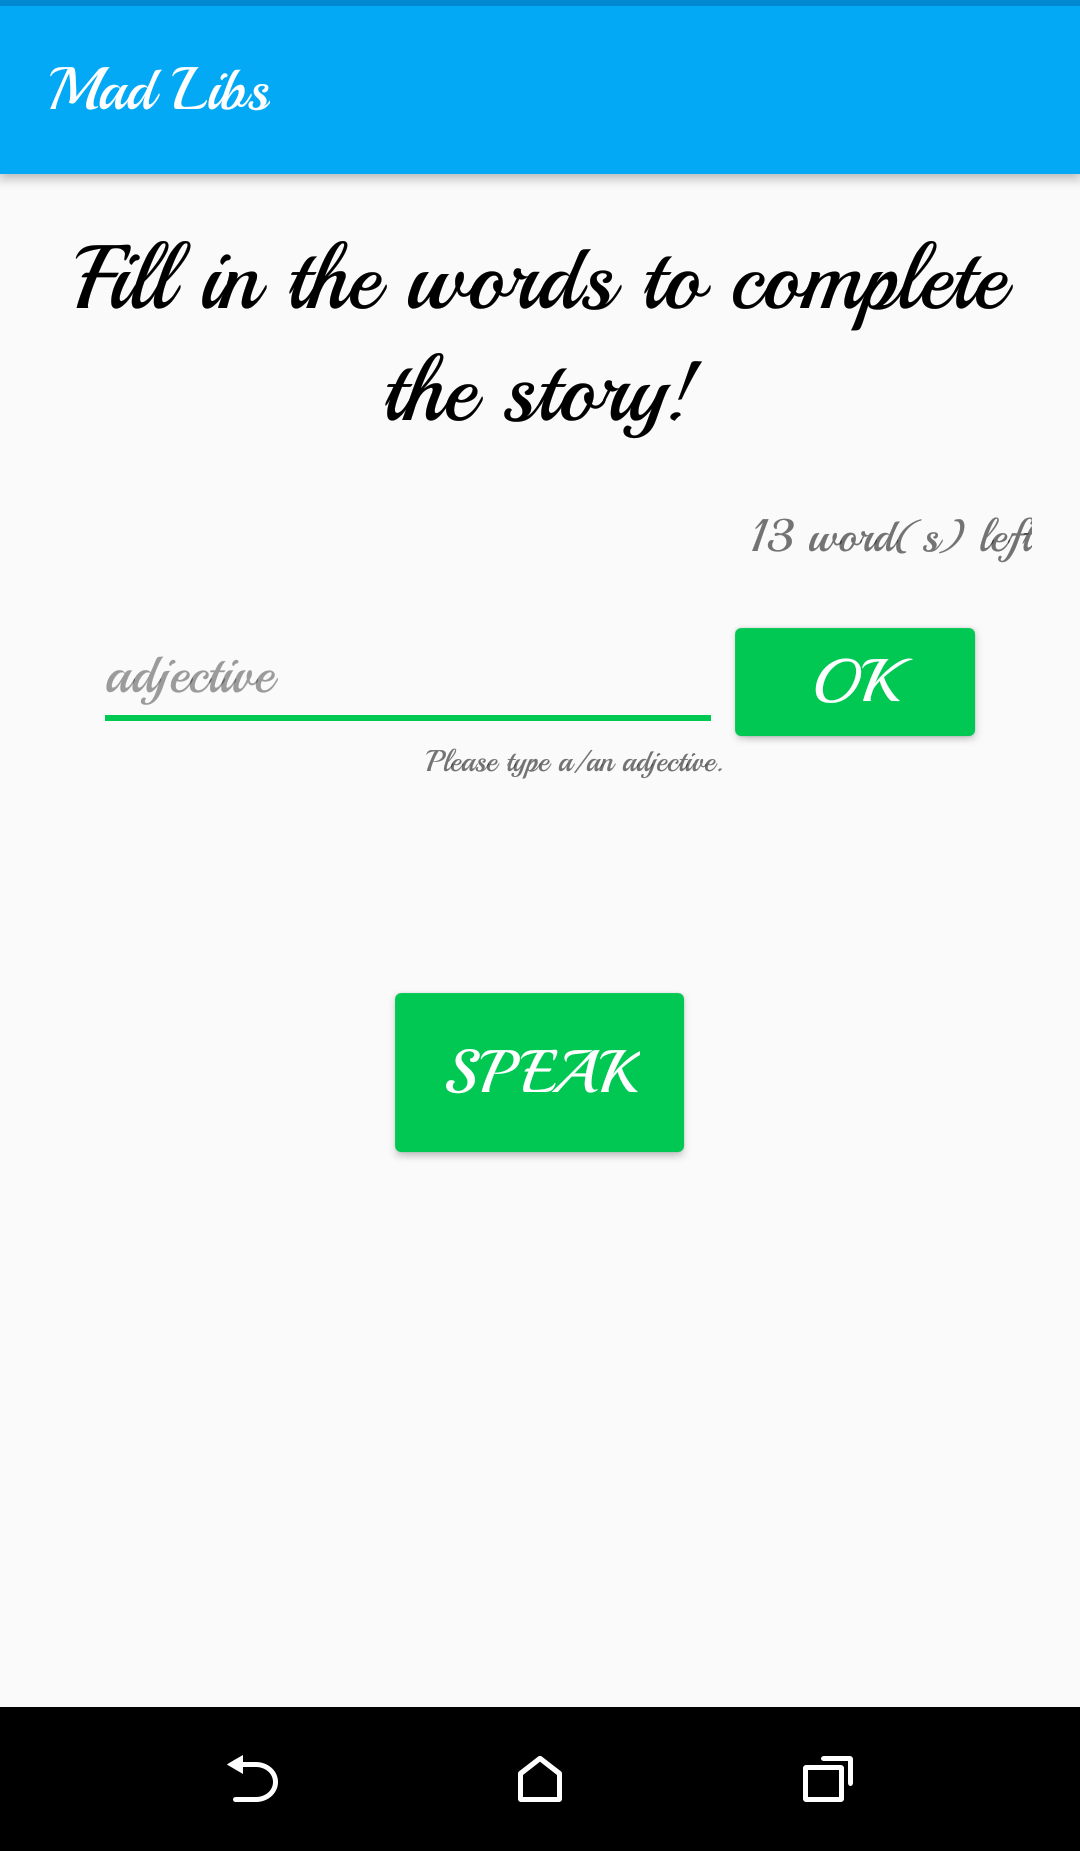 Mad Libs
Fill in the words to complete
the story!
13 word(s) left
adjective
OK
Please type a/an adjective.
SPEAK